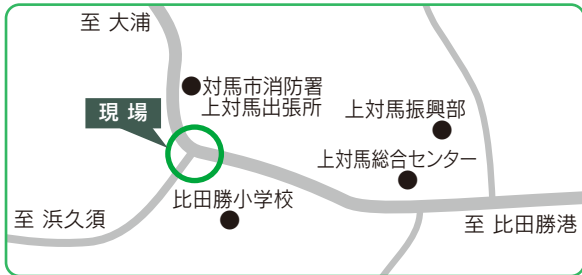 至 大浦
対馬市消防署
上対馬出張所
現場
上対馬振興部
上対馬総合センター
比田勝小学校
至 浜久須
至 比田勝港